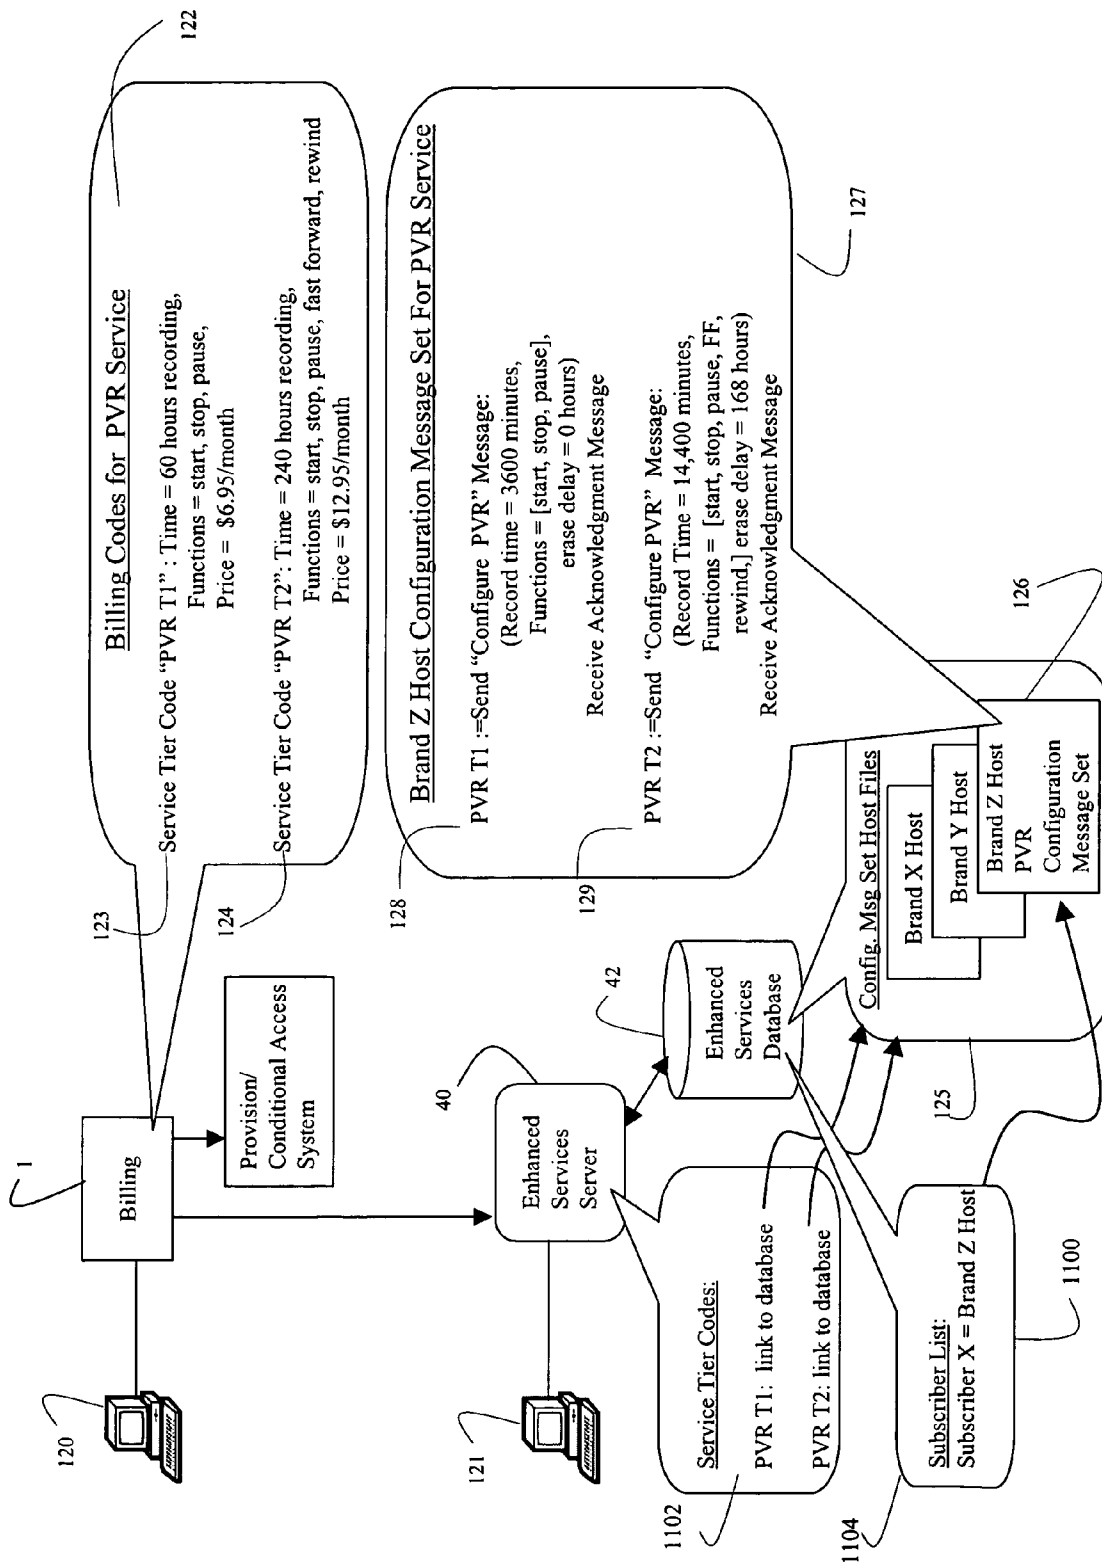 120
1
Billing
Provision/
Conditional Access
System
123
124
122
Billing Codes for PVR Service
Service Tier Code “PVR T1” : Time = 60 hours recording,
Functions = start, stop, pause,
Price = $6.95/month
Service Tier Code “PVR T2”: Time = 240 hours recording,
Functions = start, stop, pause, fast forward, rewind
Price = $12.95/month
128
129
127
Brand Z Host Configuration Message Set For PVR Service
PVR T1 :=Send “Configure PVR” Message:
(Record time = 3600 minutes,
Functions = [start, stop, pause],
erase delay = 0 hours)
Receive Acknowledgment Message
PVR T2 :=Send “Configure PVR” Message:
(Record Time = 14,400 minutes,
Functions = [start, stop, pause, FF,
rewind,] erase delay = 168 hours)
Receive Acknowledgment Message
121
40
Enhanced
Services
Server
42
Enhanced
Services
Database
1102
Service Tier Codes:
PVR T1: link to database
PVR T2: link to database
1104
Subscriber List:
Subscriber X = Brand Z Host
1100
125
Config. Msg Set Host Files
Brand X Host
Brand Y Host
Brand Z Host
PVR
Configuration
Message Set
126